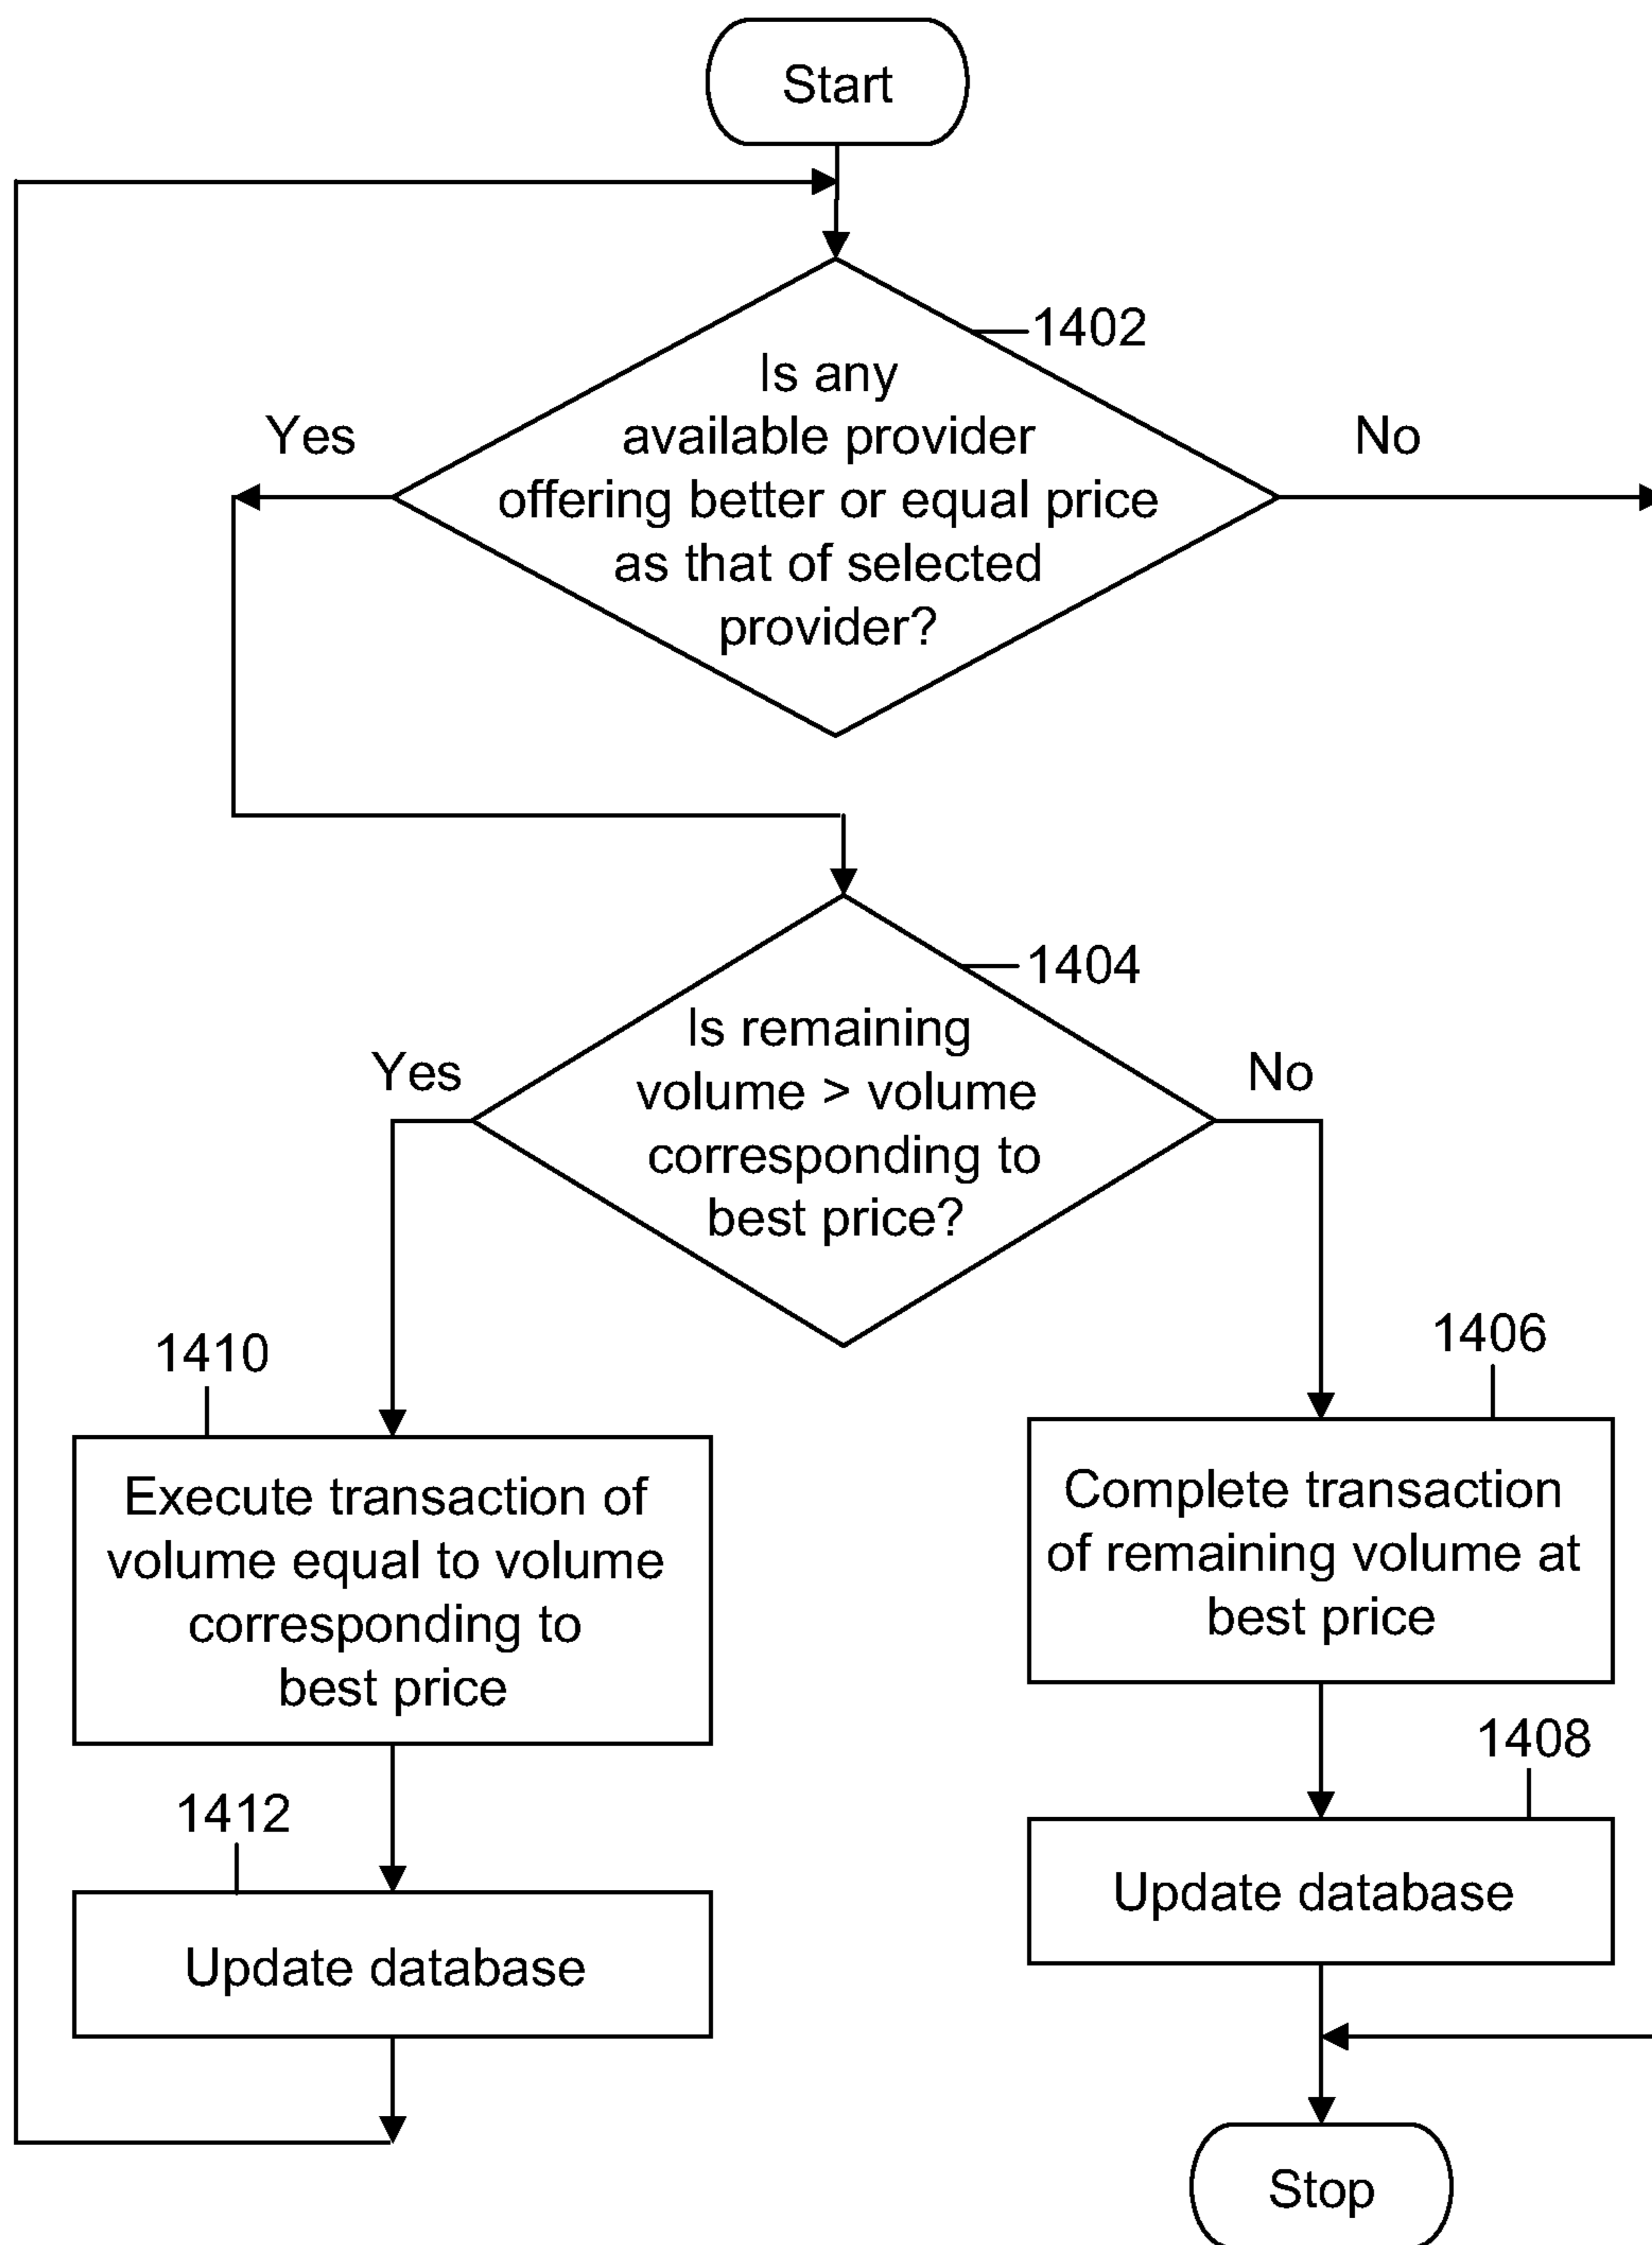 Start
1402
Is any
available provider
offering better or equal price
as that of selected
provider?
Yes
No
1404
Is remaining
volume > volume
corresponding to
best price?
Yes
No
1410
Execute transaction of
volume equal to volume
corresponding to
best price
1406
Complete transaction
of remaining volume at
best price
1412
Update database
1408
Update database
Stop